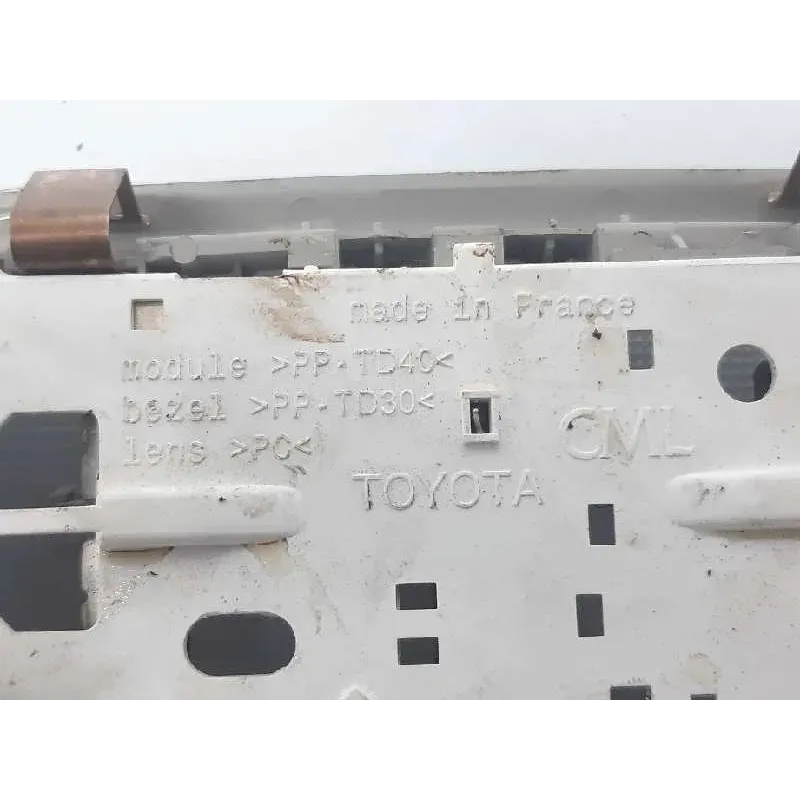 made in France
module >PP-TD40<
bezel >PP-TD30<
lens >PC<
CML
TOYOTA